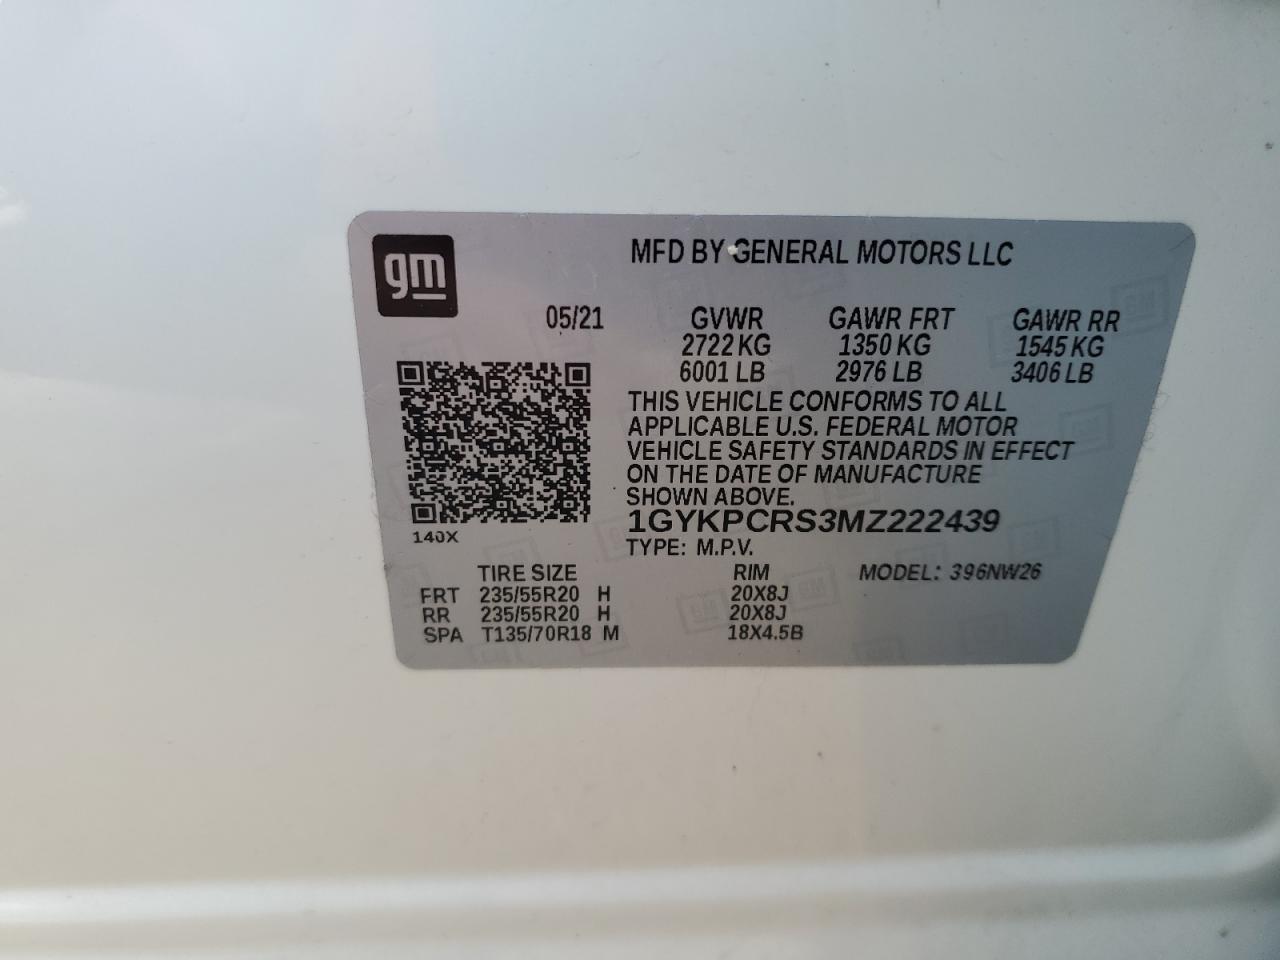 gm
MFD BY GENERAL MOTORS LLC
05/21 GVWR GAWR FRT GAWR RR
2722 KG 1350 KG 1545 KG
6001 LB 2976 LB 3406 LB
THIS VEHICLE CONFORMS TO ALL
APPLICABLE U.S. FEDERAL MOTOR
VEHICLE SAFETY STANDARDS IN EFFECT
ON THE DATE OF MANUFACTURE
SHOWN ABOVE.
1GYKPCRS3MZ222439
140X
TYPE: M.P.V.
TIRE SIZE RIM MODEL: 396NW26
FRT 235/55R20 H 20X8J
RR 235/55R20 H 20X8J
SPA T135/70R18 M 18X4.5B